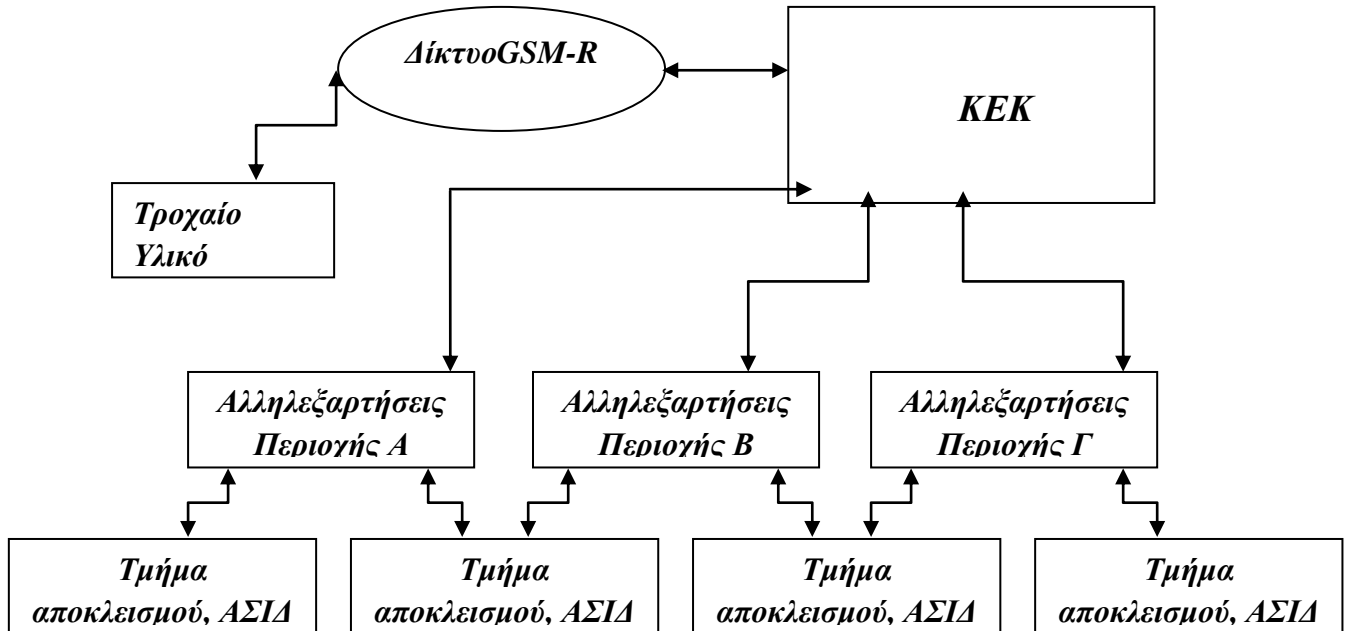 ΔίκτυοGSM-R
ΚΕΚ
Τροχαίο
Υλικό
Αλληλεξαρτήσεις
Περιοχής Α
Αλληλεξαρτήσεις
Περιοχής Β
Αλληλεξαρτήσεις
Περιοχής Γ
Τμήμα
αποκλεισμού, ΑΣΙΔ
Τμήμα
αποκλεισμού, ΑΣΙΔ
Τμήμα
αποκλεισμού, ΑΣΙΔ
Τμήμα
αποκλεισμού, ΑΣΙΔ